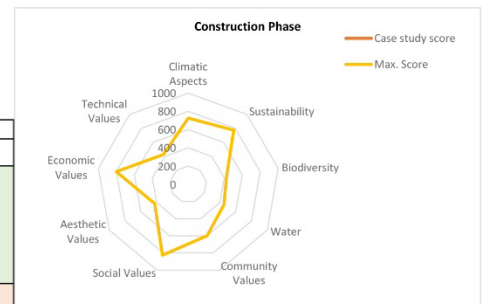 Construction Phase
Case study score
Max. Score
Climatic
Aspects
1000
800
600
400
200
0
Sustainability
Biodiversity
Water
Community
Values
Social Values
Aesthetic
Values
Economic
Values
Technical
Values